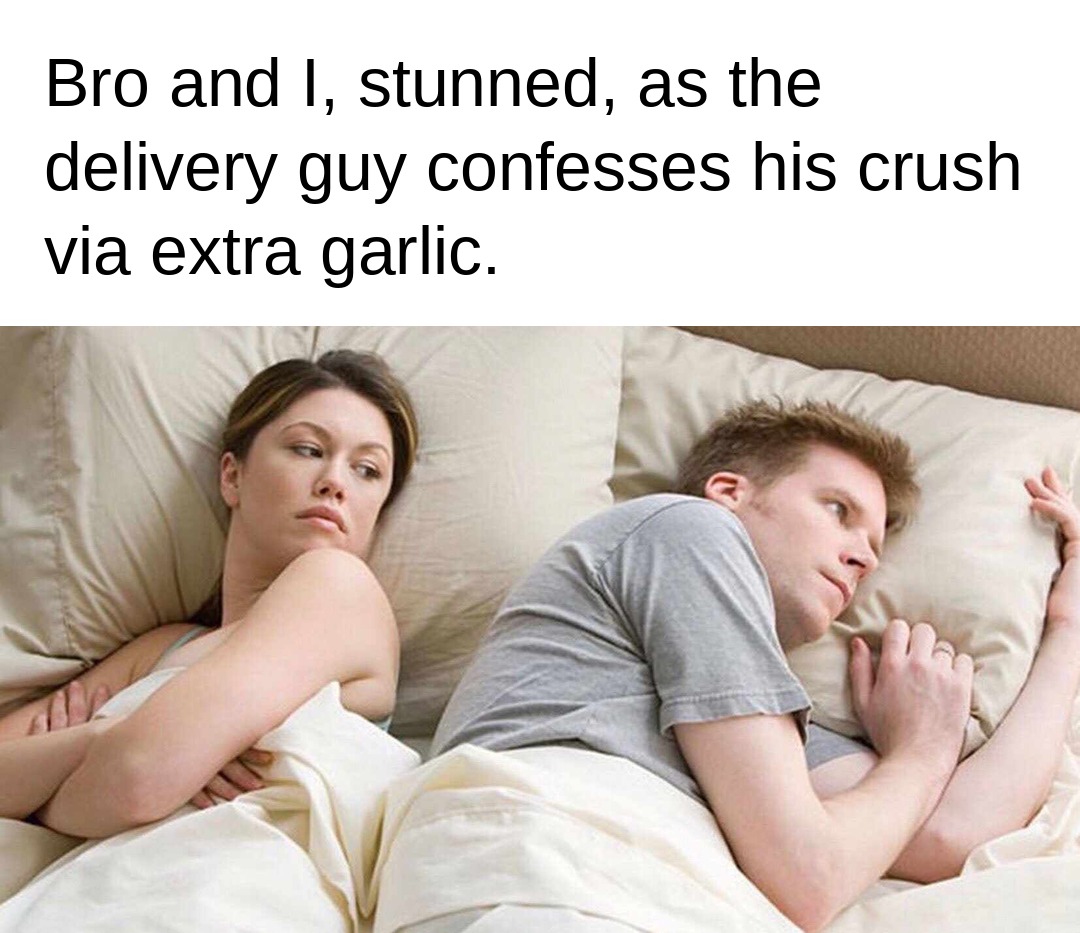 Bro and I, stunned, as the
delivery guy confesses his crush
via extra garlic.